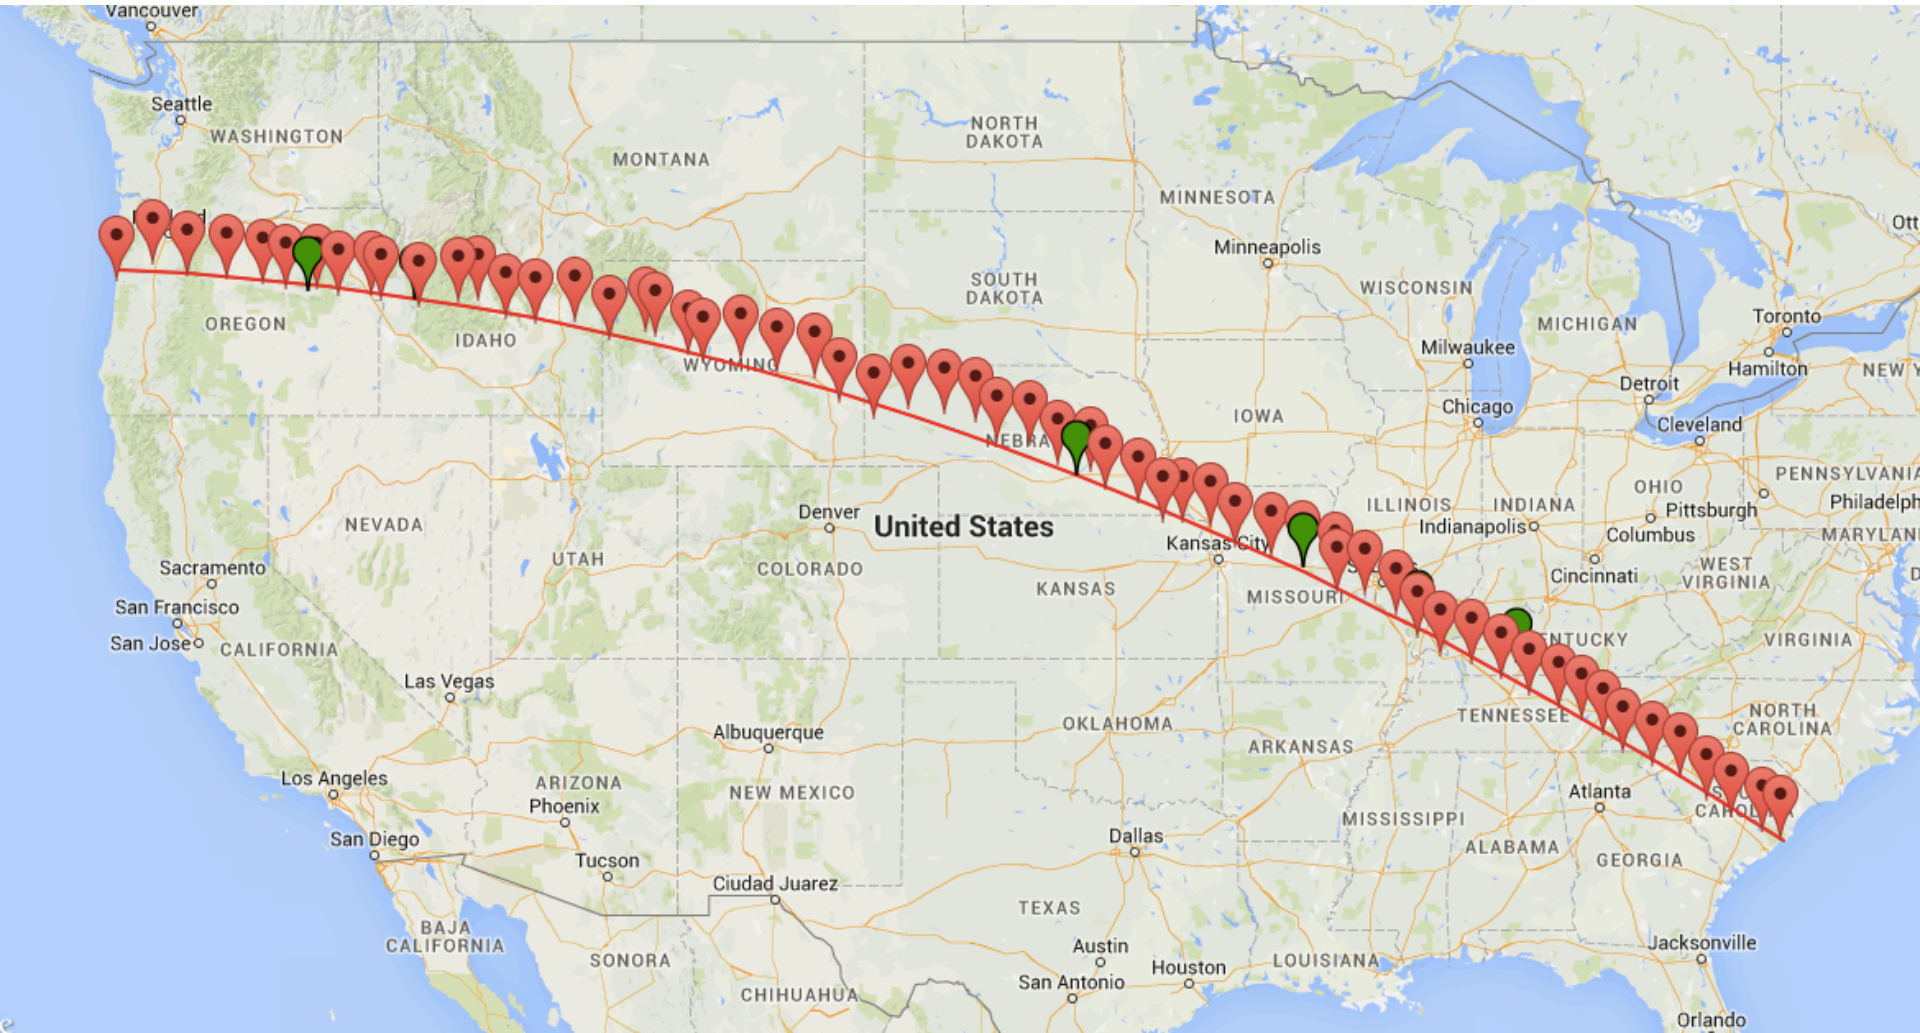 Vancouver
Seattle
WASHINGTON
MONTANA
NORTH
DAKOTA
MINNESOTA
Minneapolis
Ott
WISCONSIN
SOUTH
DAKOTA
OREGON
IDAHO
WYOMING
MICHIGAN
Toronto
Hamilton
NEW Y
Milwaukee
Detroit
Chicago
Cleveland
IOWA
NEBRA
PENNSYLVANIA
Philadelph
OHIO
Pittsburgh
ILLINOIS
INDIANA
Indianapolis
Columbus
MARYLAN
NEVADA
Denver
United States
Kansas City
UTAH
COLORADO
KANSAS
MISSOURI
Cincinnati
WEST
VIRGINIA
D
Sacramento
San Francisco
San Jose
CALIFORNIA
ENTUCKY
VIRGINIA
Las Vegas
Albuquerque
OKLAHOMA
TENNESSEE
NORTH
CAROLINA
ARKANSAS
Los Angeles
ARIZONA
Phoenix
NEW MEXICO
Atlanta
MISSISSIPPI
San Diego
Tucson
Dallas
ALABAMA
GEORGIA
Ciudad Juarez
TEXAS
BAJA
CALIFORNIA
SONORA
Austin
San Antonio
Houston
LOUISIANA
Jacksonville
CHIHUAHUA
Orlando